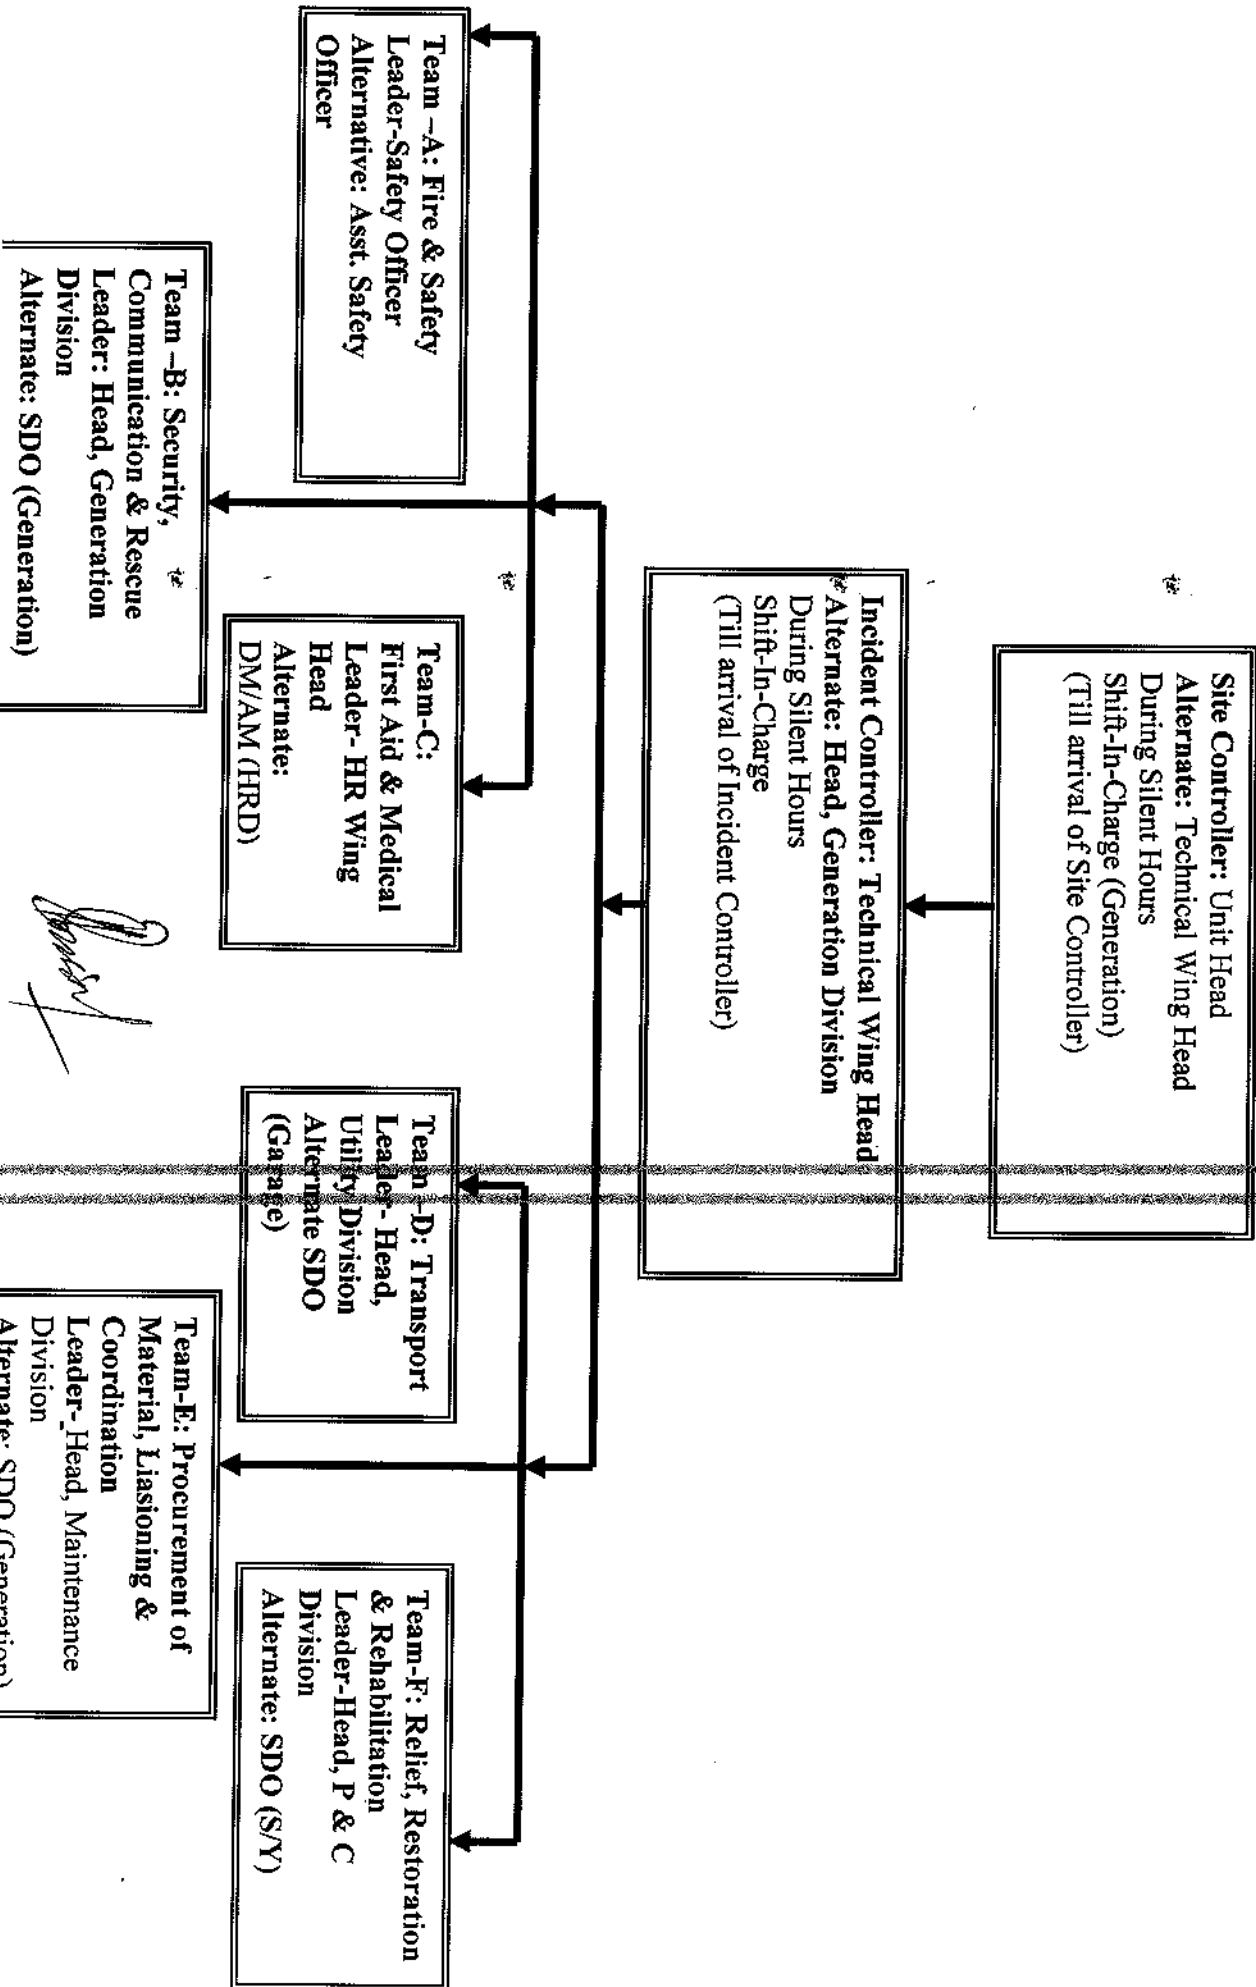 Site Controller: Unit Head
Alternate: Technical Wing Head
During Silent Hours
Shift-In-Charge (Generation)
(Till arrival of Site Controller)
Incident Controller: Technical Wing Head
Alternate: Head, Generation Division
During Silent Hours
Shift-In-Charge
(Till arrival of Incident Controller)
Team –A: Fire & Safety
Leader-Safety Officer
Alternative: Asst. Safety
Officer
Team –B: Security,
Communication & Rescue
Leader: Head, Generation
Division
Alternate: SDO (Generation)
Team-C:
First Aid & Medical
Leader- HR Wing
Head
Alternate:
DM/AM (HRD)
Team –D: Transport
Leader- Head,
Utility Division
Alternate SDO
(Garage)
Team-E: Procurement of
Material, Liasioning &
Coordination
Leader- Head, Maintenance
Division
Alternate: SDO (Generation)
Team-F: Relief, Restoration
& Rehabilitation
Leader-Head, P & C
Division
Alternate: SDO (S/Y)